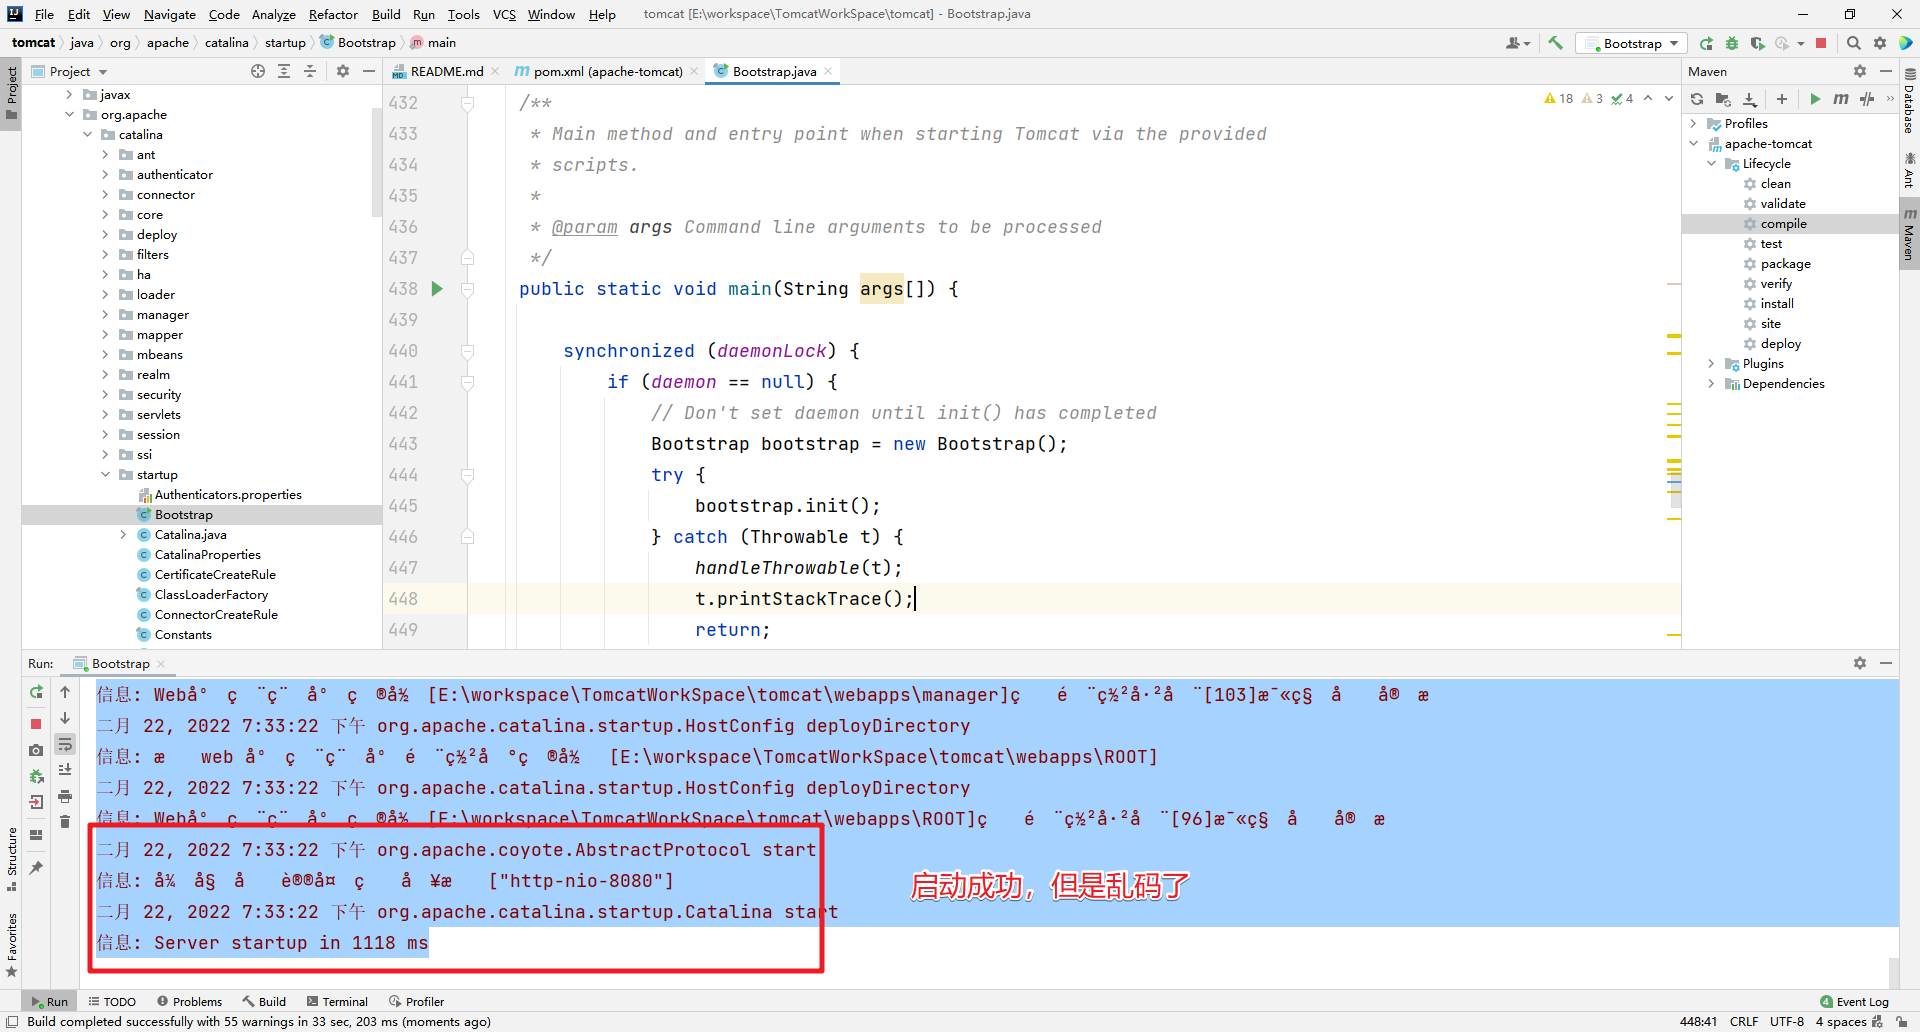 File Edit View Navigate Code Analyze Refactor Build Run Tools VCS Window Help tomcat [E:\workspace\TomcatWorkSpace\tomcat] - Bootstrap.java
tomcat java org apache catalina startup Bootstrap main
Bootstrap
Project
README.md
pom.xml (apache-tomcat)
Bootstrap.java
Maven
Project
javax
org.apache
catalina
ant
authenticator
connector
core
deploy
filters
ha
loader
manager
mapper
mbeans
realm
security
servlets
session
ssi
startup
Authenticators.properties
Bootstrap
Catalina.java
CatalinaProperties
CertificateCreateRule
ClassLoaderFactory
ConnectorCreateRule
Constants
18 3 4
432 /**
433 * Main method and entry point when starting Tomcat via the provided
434 * scripts.
435 *
436 * @param args Command line arguments to be processed
437 */
438 public static void main(String args[]) {
439
440 synchronized (daemonLock) {
441 if (daemon == null) {
442 // Don't set daemon until init() has completed
443 Bootstrap bootstrap = new Bootstrap();
444 try {
445 bootstrap.init();
446 } catch (Throwable t) {
447 handleThrowable(t);
448 t.printStackTrace();
449 return;
Profiles
apache-tomcat
Lifecycle
clean
validate
compile
test
package
verify
install
site
deploy
Plugins
Dependencies
Database
Ant
Maven
Run: Bootstrap
信息: Webåº ç ¨ç¨ åº ç ®å½ [E:\workspace\TomcatWorkSpace\tomcat\webapps\manager]ç é ¨ç½²å·²å ¨[103]æ¯«ç§ å å® æ
二月 22, 2022 7:33:22 下午 org.apache.catalina.startup.HostConfig deployDirectory
信息: æ web åº ç ¨ç¨ åº é ¨ç½²å °ç ®å½ [E:\workspace\TomcatWorkSpace\tomcat\webapps\ROOT]
二月 22, 2022 7:33:22 下午 org.apache.catalina.startup.HostConfig deployDirectory
信息: Webåº ç ¨ç¨ åº ç ®å½ [E:\workspace\TomcatWorkSpace\tomcat\webapps\ROOT]ç é ¨ç½²å·²å ¨[96]æ¯«ç§ å å® æ
二月 22, 2022 7:33:22 下午 org.apache.coyote.AbstractProtocol start
信息: å¼ å§ å è®®å¤ ç å ¥æ ["http-nio-8080"]
二月 22, 2022 7:33:22 下午 org.apache.catalina.startup.Catalina start
信息: Server startup in 1118 ms
启动成功，但是乱码了
Structure
Favorites
Run TODO Problems Build Terminal Profiler
4 Event Log
Build completed successfully with 55 warnings in 33 sec, 203 ms (moments ago)
448:41 CRLF UTF-8 4 spaces